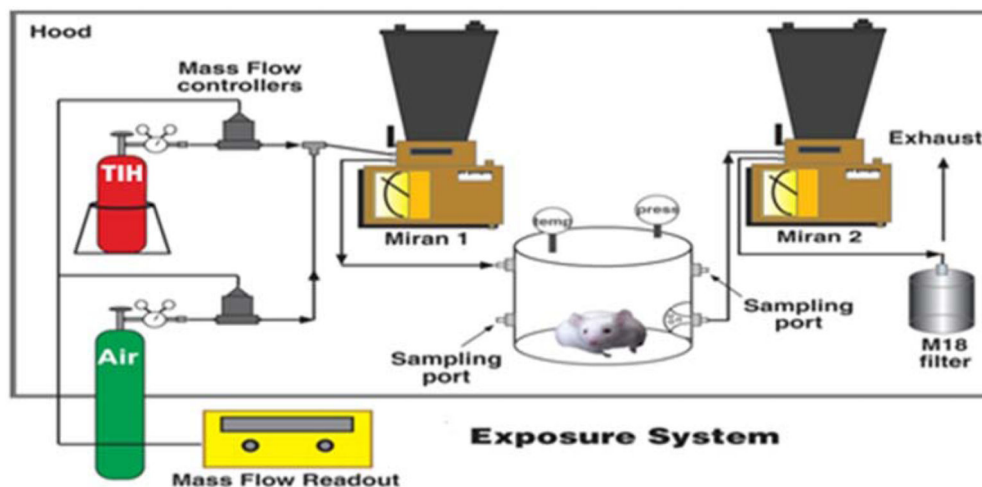 Hood
Mass Flow
controllers
TIH
Miran 1
temp
press
Miran 2
Exhaust
Sampling
port
Sampling
port
M18
filter
Air
Mass Flow Readout
Exposure System